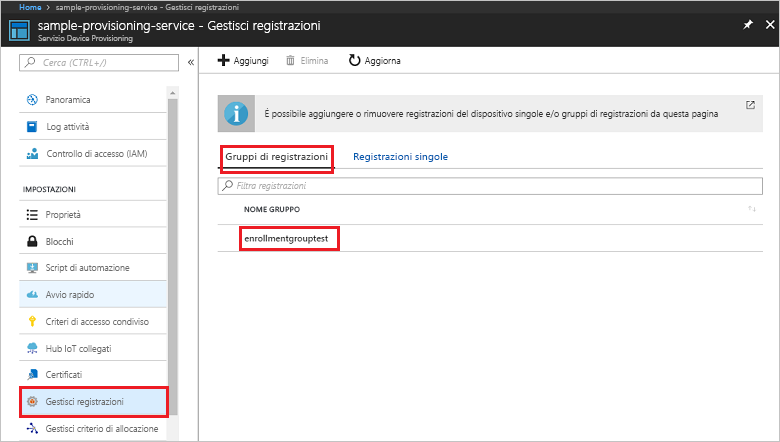 Home > sample-provisioning-service - Gestisci registrazioni
sample-provisioning-service - Gestisci registrazioni
Servizio Device Provisioning
Cerca (CTRL+/)
Panoramica
Log attività
Controllo di accesso (IAM)
IMPOSTAZIONI
Proprietà
Blocchi
Script di automazione
Avvio rapido
Criteri di accesso condiviso
Hub IoT collegati
Certificati
Gestisci registrazioni
Gestisci criterio di allocazione
Aggiungi
Elimina
Aggiorna
É possibile aggiungere o rimuovere registrazioni del dispositivo singole e/o gruppi di registrazioni da questa pagina
Gruppi di registrazioni
Registrazioni singole
Filtra registrazioni
NOME GRUPPO
enrollmentgrouptest